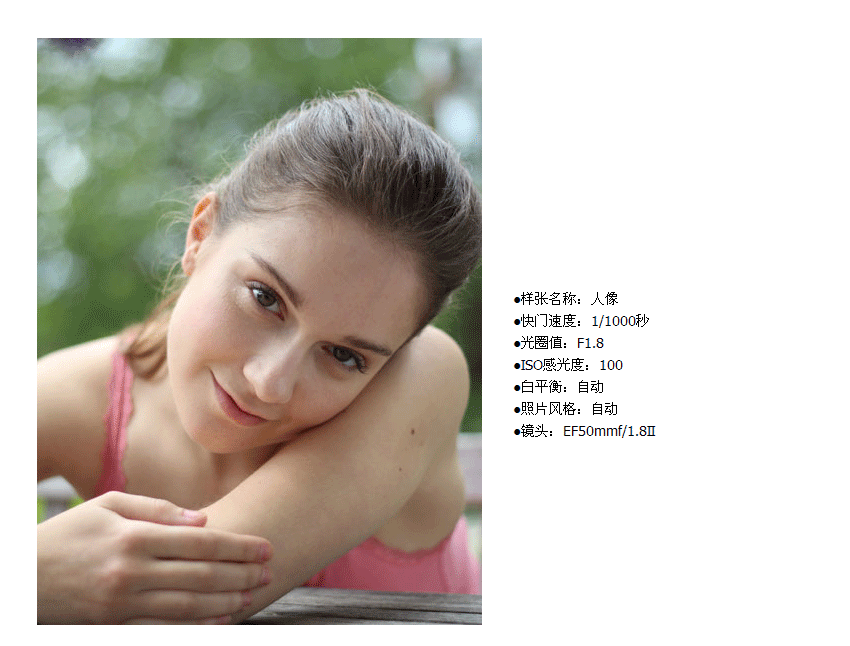 ●样张名称：人像
●快门速度：1/1000秒
●光圈值：F1.8
●ISO感光度：100
●白平衡：自动
●照片风格：自动
●镜头：EF50mmf/1.8II